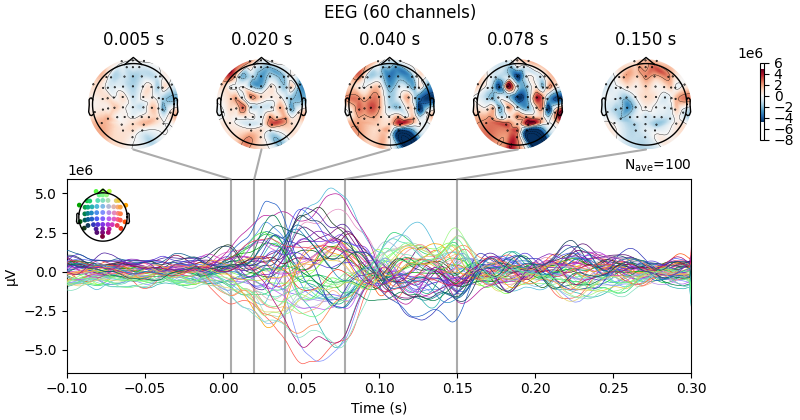 EEG (60 channels)
0.005 s 0.020 s 0.040 s 0.078 s 0.150 s
1e6
6
4
2
0
−2
−4
−6
−8
N_ave=100
1e6
5.0
2.5
0.0
−2.5
−5.0
µV
−0.10 −0.05 0.00 0.05 0.10 0.15 0.20 0.25 0.30
Time (s)